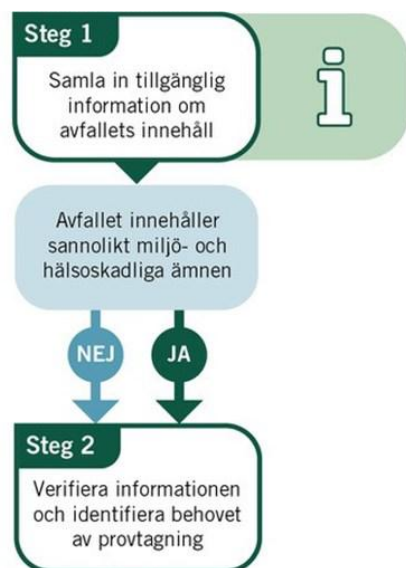 Steg 1
Samla in tillgänglig
information om
avfallets innehåll
i
Avfallet innehåller
sannolikt miljö- och
hälsoskadliga ämnen
NEJ
JA
Steg 2
Verifiera informationen
och identifiera behovet
av provtagning